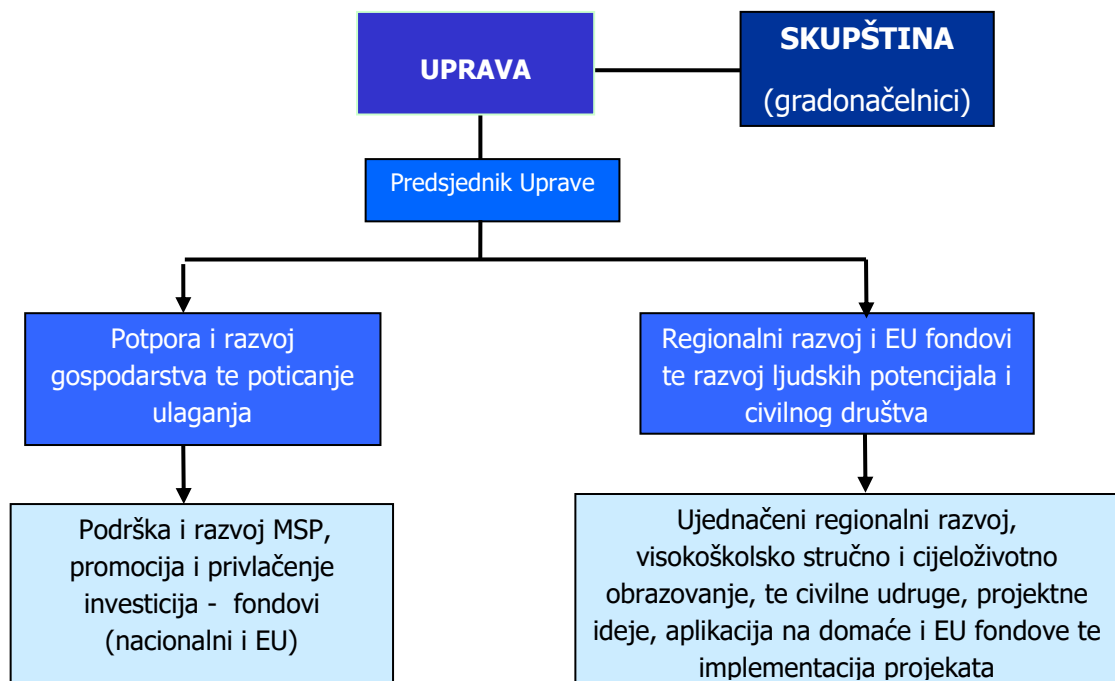 UPRAVA
SKUPŠTINA
(gradonačelnici)
Predsjednik Uprave
Potpora i razvoj
gospodarstva te poticanje
ulaganja
Regionalni razvoj i EU fondovi
te razvoj ljudskih potencijala i
civilnog društva
Podrška i razvoj MSP,
promocija i privlačenje
investicija - fondovi
(nacionalni i EU)
Ujednačeni regionalni razvoj,
visokoškolsko stručno i cijeloživotno
obrazovanje, te civilne udruge, projektne
ideje, aplikacija na domaće i EU fondove te
implementacija projekata